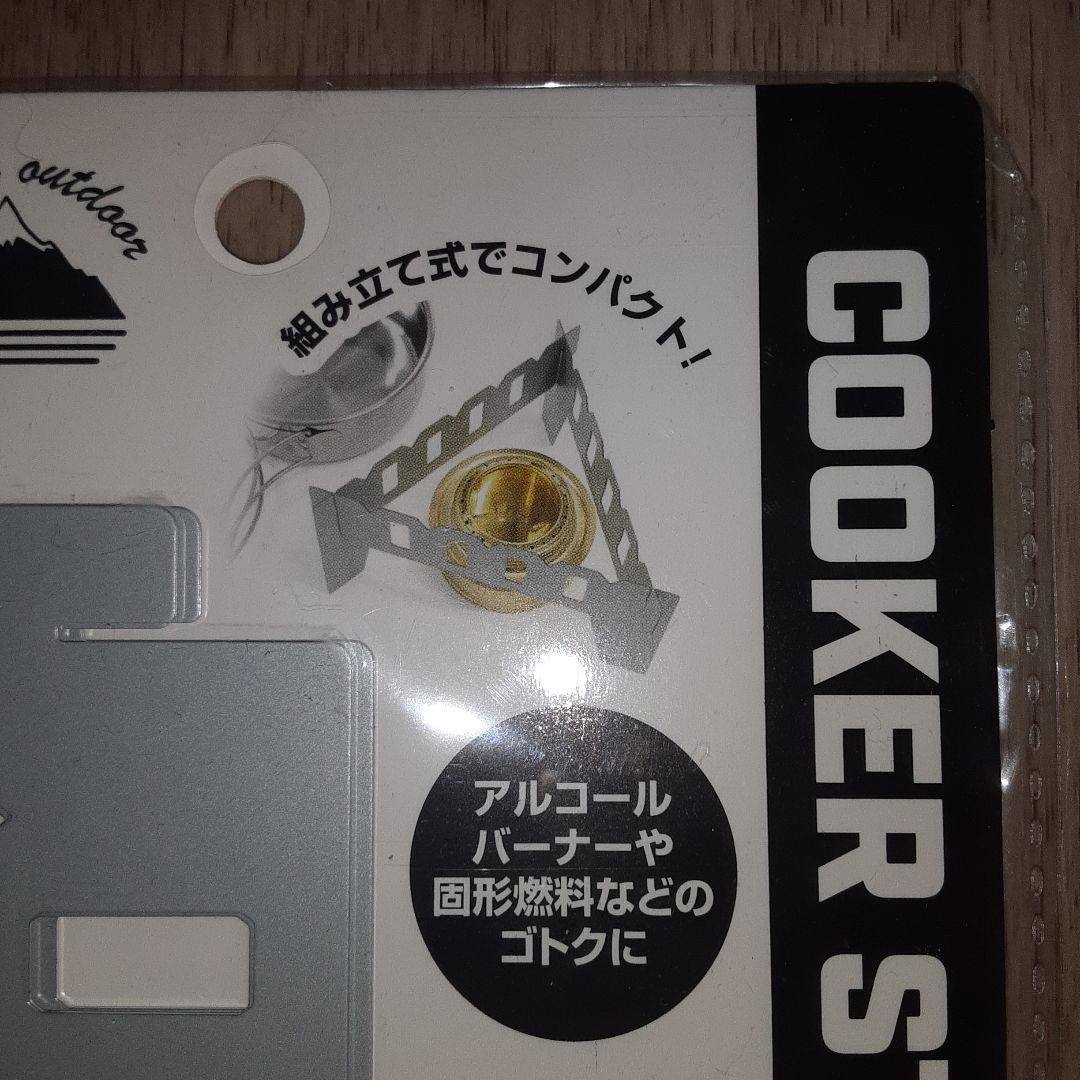 outdoor
組み立て式でコンパクト!
アルコール
バーナーや
固形燃料などの
ゴトクに
COOKER